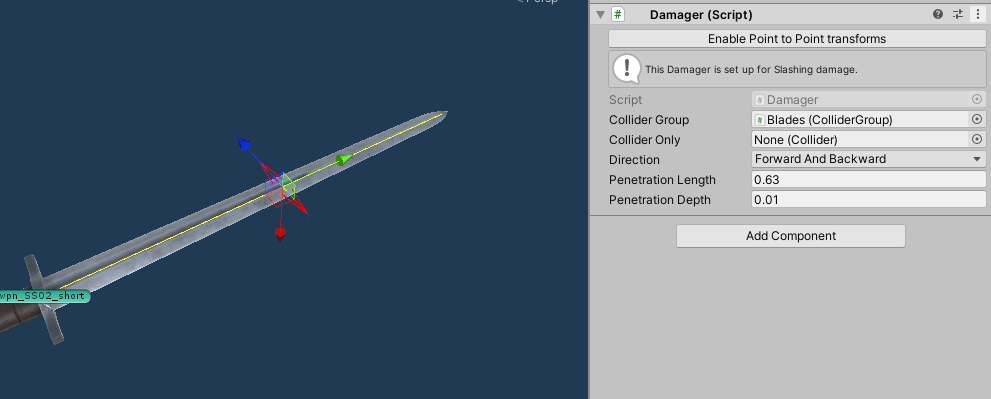 Persp
wpn_SS02_short
Damager (Script)
Enable Point to Point transforms
This Damager is set up for Slashing damage.
Script
Damager
Collider Group
Blades (ColliderGroup)
Collider Only
None (Collider)
Direction
Forward And Backward
Penetration Length
0.63
Penetration Depth
0.01
Add Component